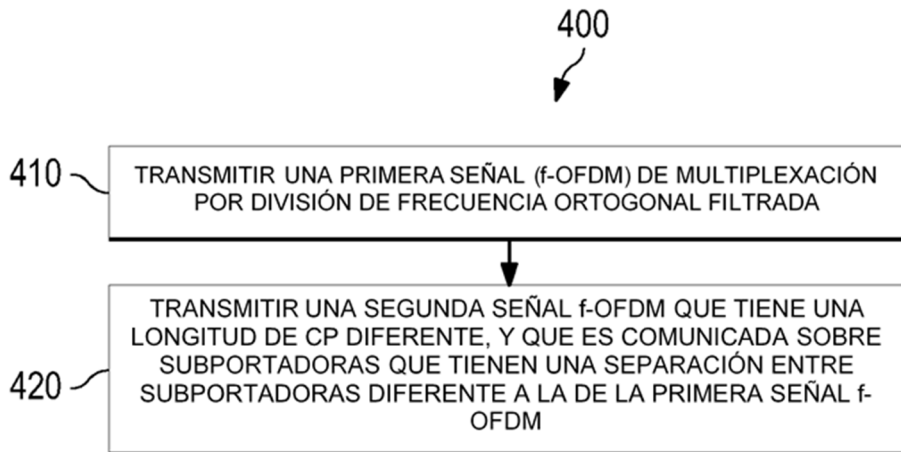 400
410
TRANSMITIR UNA PRIMERA SEÑAL (f-OFDM) DE MULTIPLEXACIÓN
POR DIVISIÓN DE FRECUENCIA ORTOGONAL FILTRADA
420
TRANSMITIR UNA SEGUNDA SEÑAL f-OFDM QUE TIENE UNA
LONGITUD DE CP DIFERENTE, Y QUE ES COMUNICADA SOBRE
SUBPORTADORAS QUE TIENEN UNA SEPARACIÓN ENTRE
SUBPORTADORAS DIFERENTE A LA DE LA PRIMERA SEÑAL f-
OFDM